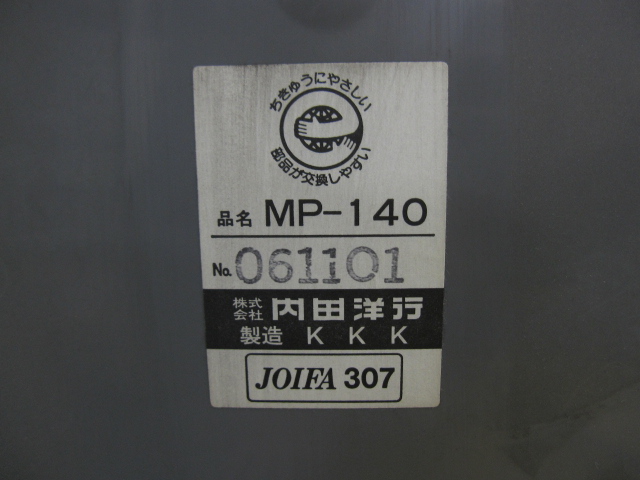 ちきゅうにやさしい
e
部品が交換しやすい
品名 MP-140
No. 061101
株式会社 内田洋行
製造 K K K
JOIFA 307